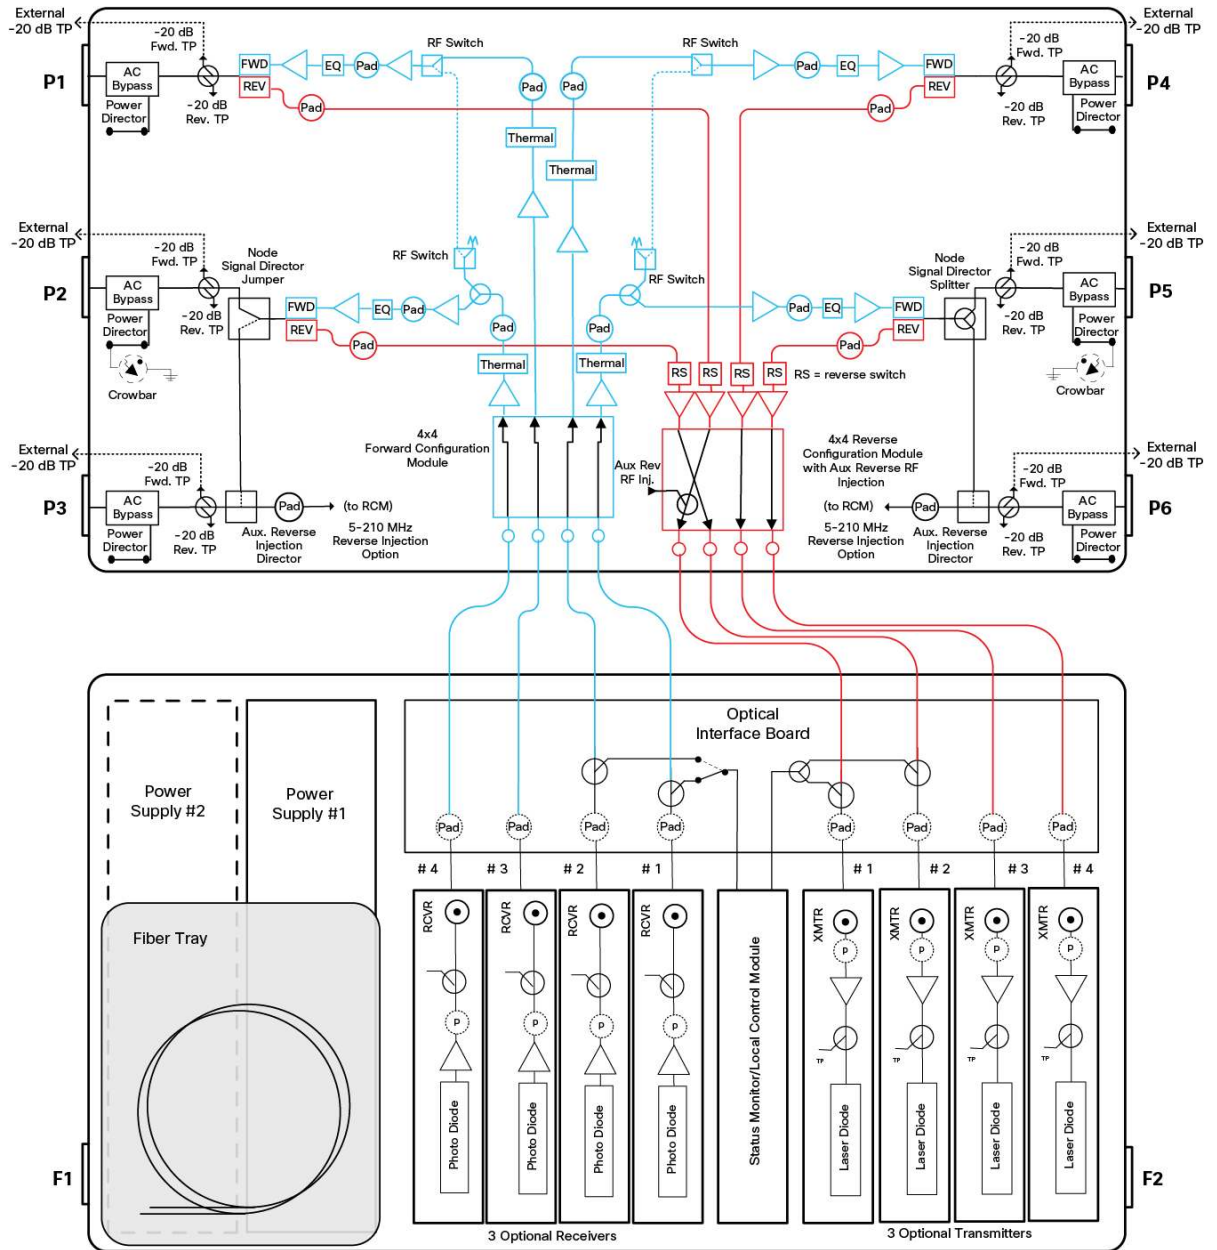 External
-20 dB TP
-20 dB
Fwd. TP
P1
AC
Bypass
Power
Director
-20 dB
Rev. TP
FWD
REV
EQ
Pad
RF Switch
Pad
Pad
Thermal
RF Switch
Pad
EQ
FWD
REV
Pad
Thermal
-20 dB
Fwd. TP
-20 dB
Rev. TP
AC
Bypass
Power
Director
External
-20 dB TP
P4
External
-20 dB TP
-20 dB
Fwd. TP
Node
Signal Director
Jumper
P2
AC
Bypass
Power
Director
-20 dB
Rev. TP
Crowbar
FWD
REV
EQ
Pad
Pad
RF Switch
Pad
Thermal
RF Switch
Pad
Thermal
Pad
EQ
FWD
REV
Pad
Node
Signal Director
Splitter
-20 dB
Fwd. TP
-20 dB
Rev. TP
AC
Bypass
Power
Director
External
-20 dB TP
P5
Crowbar
RS
RS
RS
RS
RS = reverse switch
4x4
Forward Configuration
Module
Aux Rev
RF Inj.
4x4 Reverse
Configuration Module
with Aux Reverse RF
Injection
External
-20 dB TP
-20 dB
Fwd. TP
P3
AC
Bypass
Power
Director
-20 dB
Rev. TP
Pad
(to RCM)
Aux. Reverse
Injection
Director
5-210 MHz
Reverse Injection
Option
(to RCM)
Pad
5-210 MHz
Reverse Injection
Option
Aux. Reverse
Injection
Director
-20 dB
Fwd. TP
-20 dB
Rev. TP
AC
Bypass
Power
Director
External
-20 dB TP
P6
Power
Supply #2
Power
Supply #1
Fiber Tray
F1
Optical
Interface Board
Pad
Pad
Pad
Pad
Pad
Pad
Pad
Pad
# 4
# 3
# 2
# 1
# 1
# 2
# 3
# 4
RCVR
P
Photo Diode
RCVR
P
Photo Diode
RCVR
P
Photo Diode
RCVR
P
Photo Diode
Status Monitor/Local Control Module
XMTR
P
TP
Laser Diode
XMTR
P
TP
Laser Diode
XMTR
P
TP
Laser Diode
XMTR
P
TP
Laser Diode
3 Optional Receivers
3 Optional Transmitters
F2